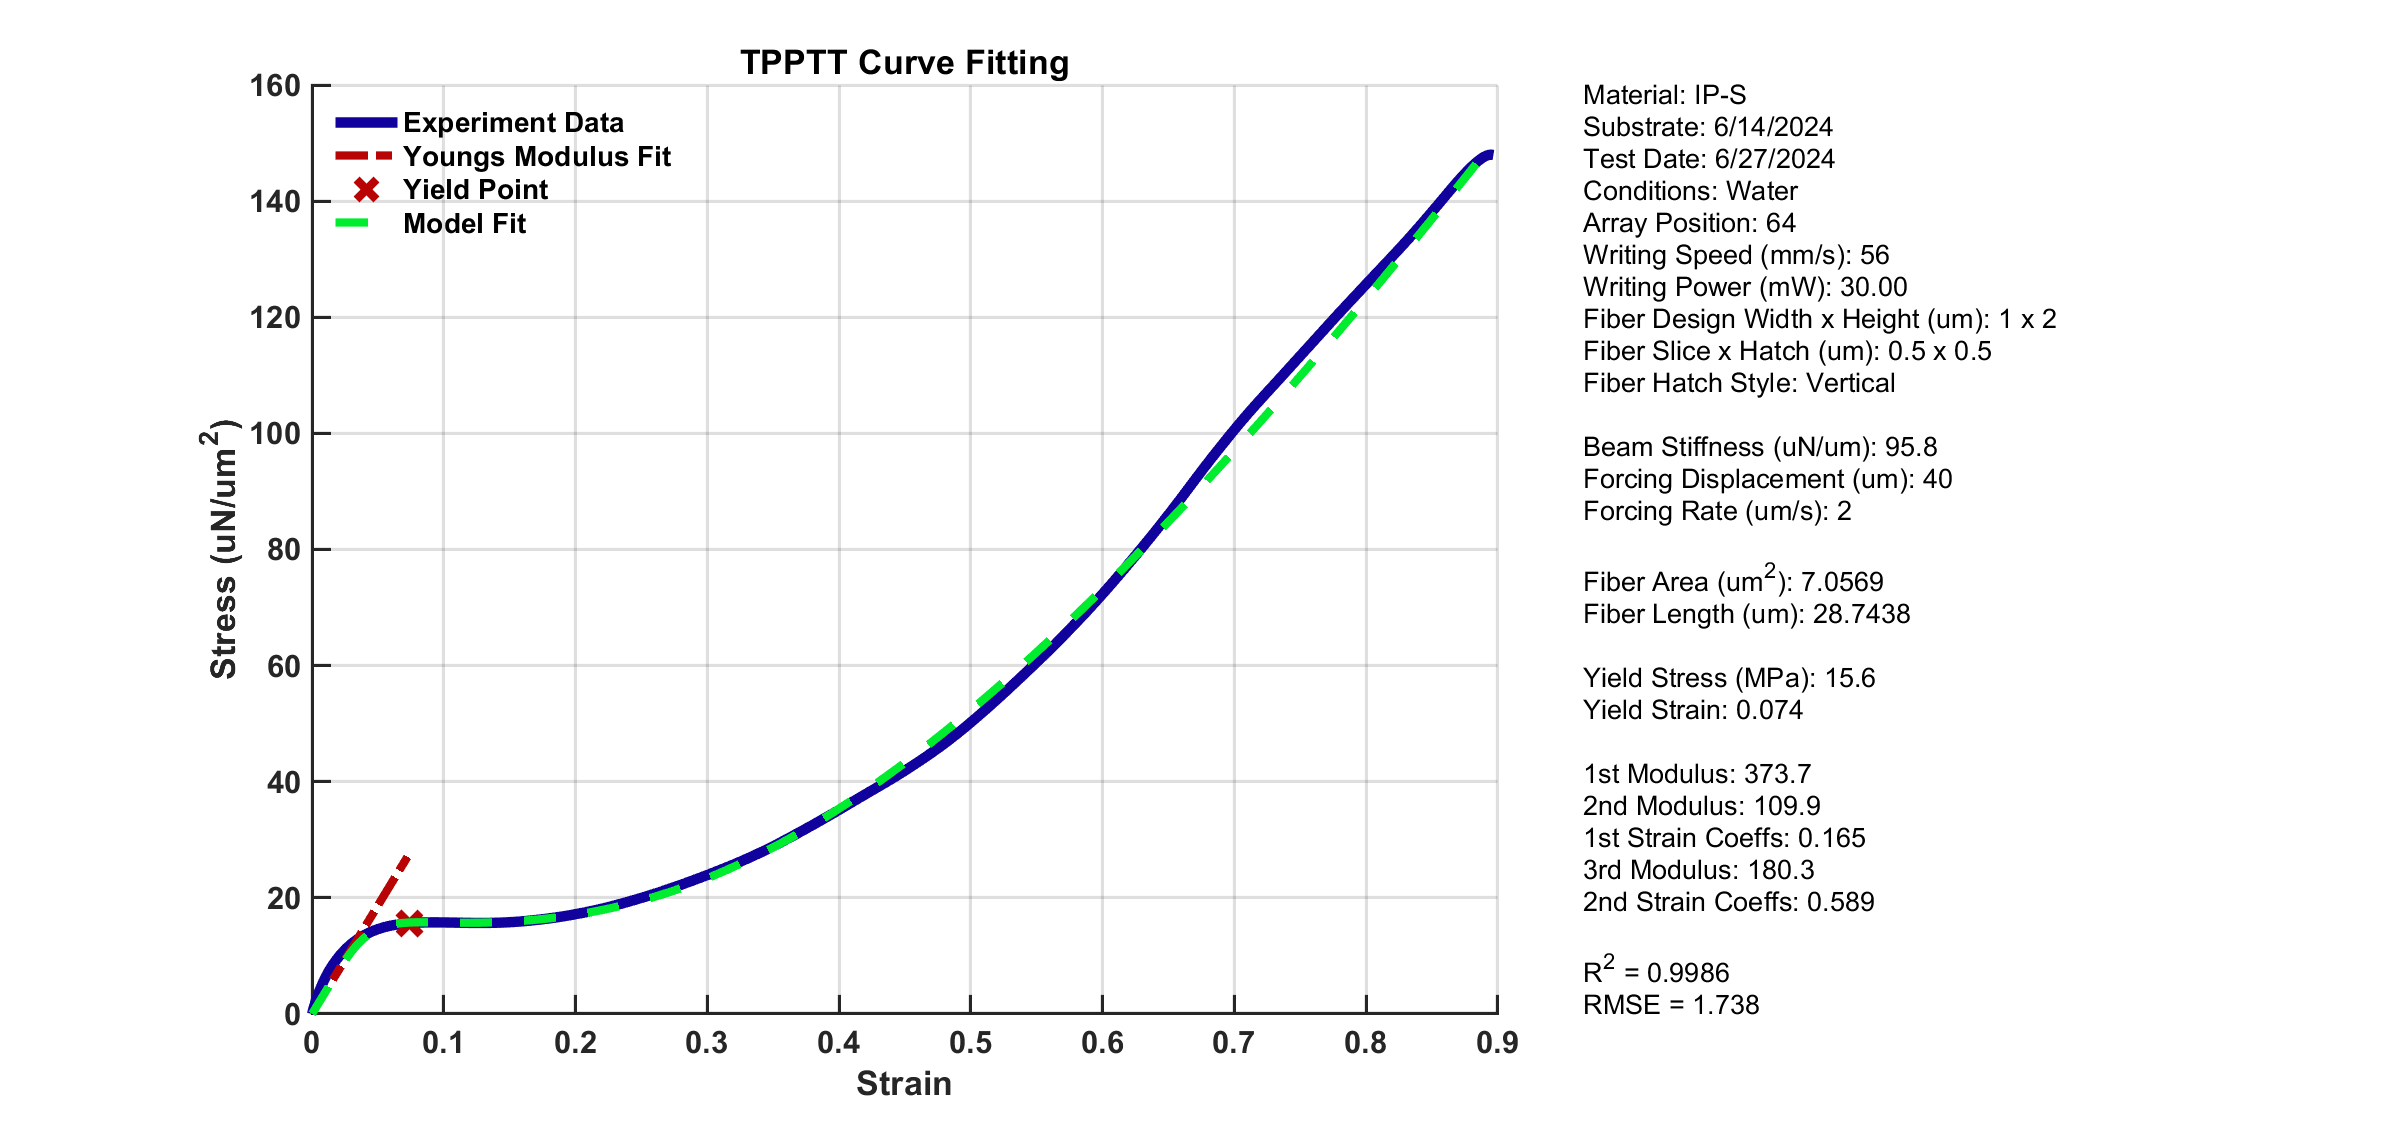 TPPTT Curve Fitting
160
140
120
100
80
60
40
20
0
Stress (uN/um²)
Experiment Data
Youngs Modulus Fit
Yield Point
Model Fit
0 0.1 0.2 0.3 0.4 0.5 0.6 0.7 0.8 0.9
Strain
Material: IP-S
Substrate: 6/14/2024
Test Date: 6/27/2024
Conditions: Water
Array Position: 64
Writing Speed (mm/s): 56
Writing Power (mW): 30.00
Fiber Design Width x Height (um): 1 x 2
Fiber Slice x Hatch (um): 0.5 x 0.5
Fiber Hatch Style: Vertical
Beam Stiffness (uN/um): 95.8
Forcing Displacement (um): 40
Forcing Rate (um/s): 2
Fiber Area (um²): 7.0569
Fiber Length (um): 28.7438
Yield Stress (MPa): 15.6
Yield Strain: 0.074
1st Modulus: 373.7
2nd Modulus: 109.9
1st Strain Coeffs: 0.165
3rd Modulus: 180.3
2nd Strain Coeffs: 0.589
R² = 0.9986
RMSE = 1.738